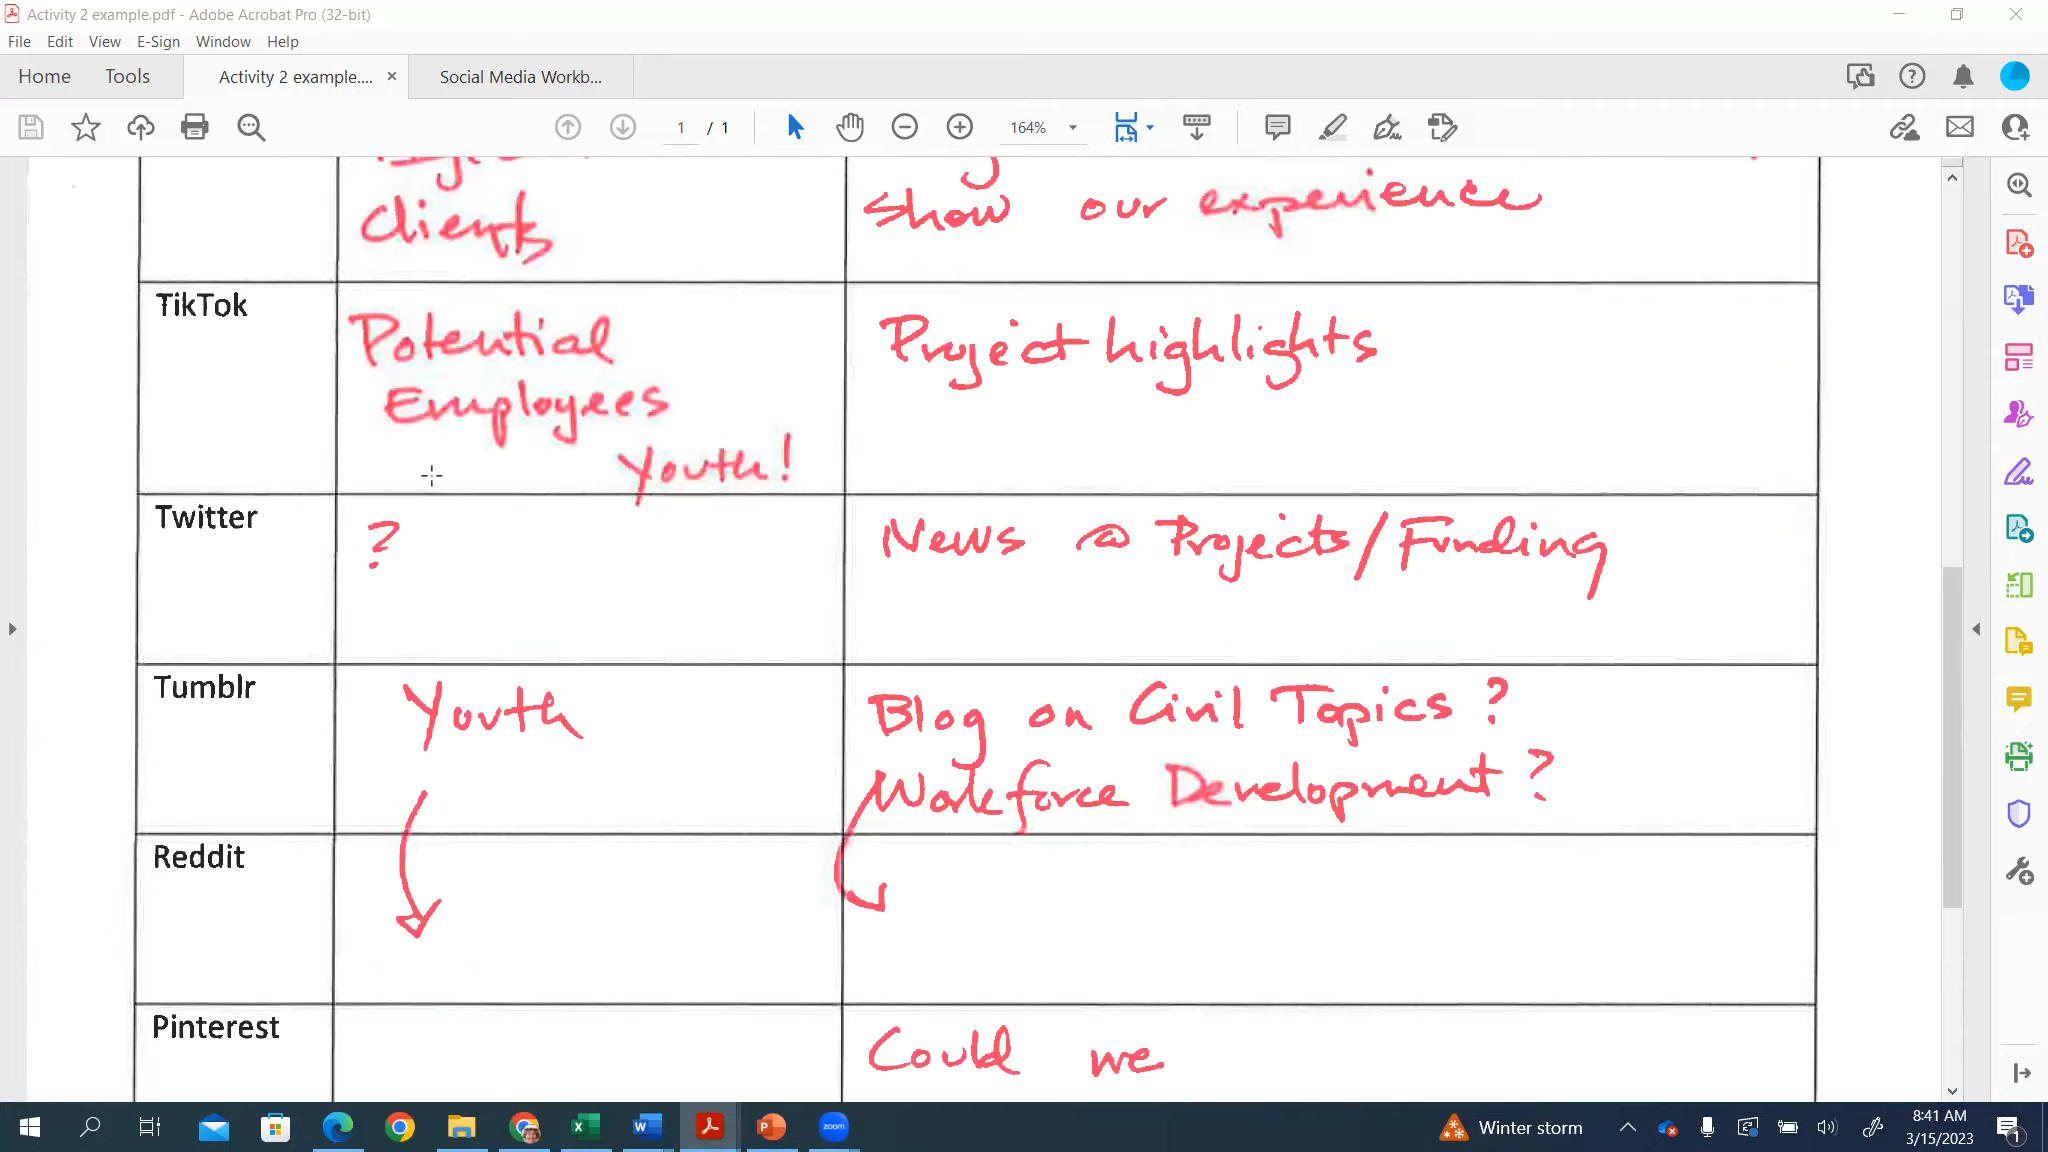 Activity 2 example.pdf - Adobe Acrobat Pro (32-bit)
File Edit View E-Sign Window Help
Home Tools Activity 2 example.... × Social Media Workb...
1 / 1 164%
clients
show our experience
TikTok
Potential
Employees
Youth!
Project highlights
Twitter
?
News @ Projects/Funding
Tumblr
Youth
Blog on Civil Topics?
Workforce Development?
Reddit
Pinterest
Could we
zoom
Winter storm
8:41 AM
3/15/2023
1